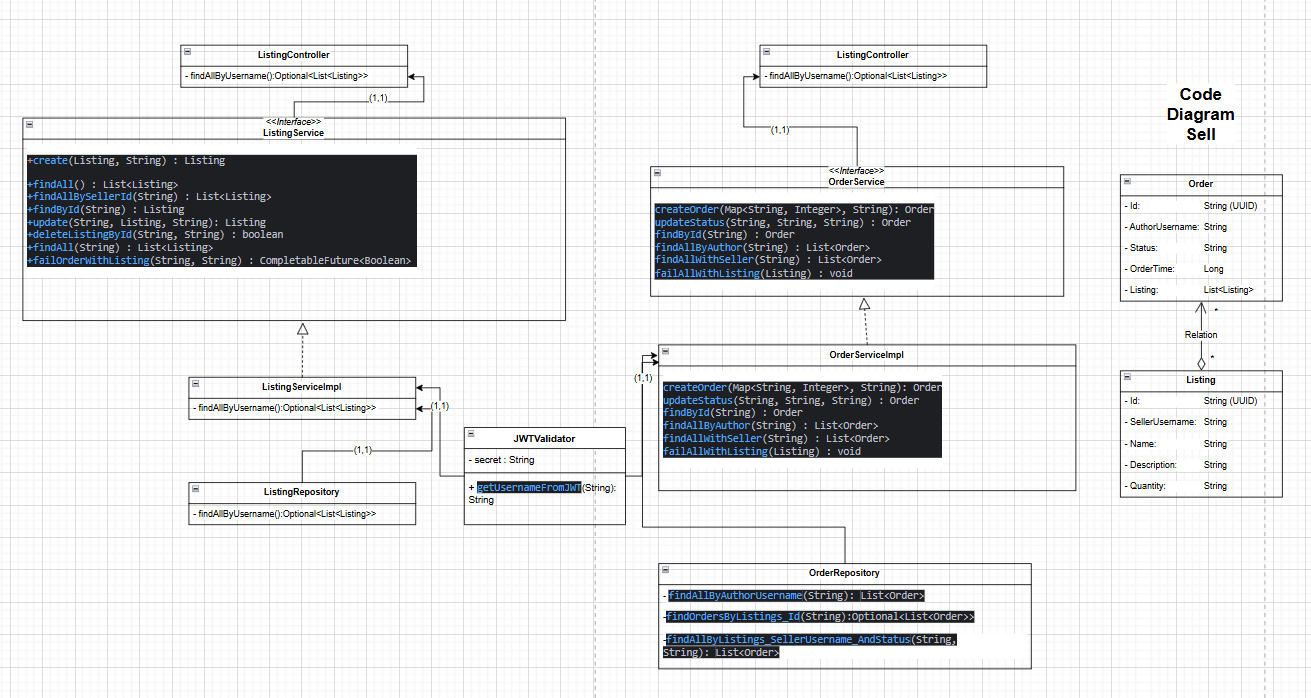 ListingController
- findAllByUsername():Optional<List<Listing>>
(1,1)
<<Interface>>
ListingService
+create(Listing, String) : Listing
+findAll() : List<Listing>
+findAllBySellerId(String) : List<Listing>
+findById(String) : Listing
+update(String, Listing, String): Listing
+deleteListingById(String, String) : boolean
+findAll(String) : List<Listing>
+failOrderWithListing(String, String) : CompletableFuture<Boolean>
ListingServiceImpl
- findAllByUsername():Optional<List<Listing>>
(1,1)
(1,1)
ListingRepository
- findAllByUsername():Optional<List<Listing>>
JWTValidator
- secret : String
+ getUsernameFromJWT(String):
String
ListingController
- findAllByUsername():Optional<List<Listing>>
(1,1)
<<Interface>>
OrderService
createOrder(Map<String, Integer>, String): Order
updateStatus(String, String, String) : Order
findById(String) : Order
findAllByAuthor(String) : List<Order>
findAllWithSeller(String) : List<Order>
failAllWithListing(Listing) : void
(1,1)
OrderServiceImpl
createOrder(Map<String, Integer>, String): Order
updateStatus(String, String, String) : Order
findById(String) : Order
findAllByAuthor(String) : List<Order>
findAllWithSeller(String) : List<Order>
failAllWithListing(Listing) : void
OrderRepository
- findAllByAuthorUsername(String): List<Order>
-findOrdersByListings_Id(String):Optional<List<Order>>
-findAllByListings_SellerUsername_AndStatus(String,
String): List<Order>
Code
Diagram
Sell
Order
- Id: String (UUID)
- AuthorUsername: String
- Status: String
- OrderTime: Long
- Listing: List<Listing>
*
Relation
*
Listing
- Id: String (UUID)
- SellerUsername: String
- Name: String
- Description: String
- Quantity: String